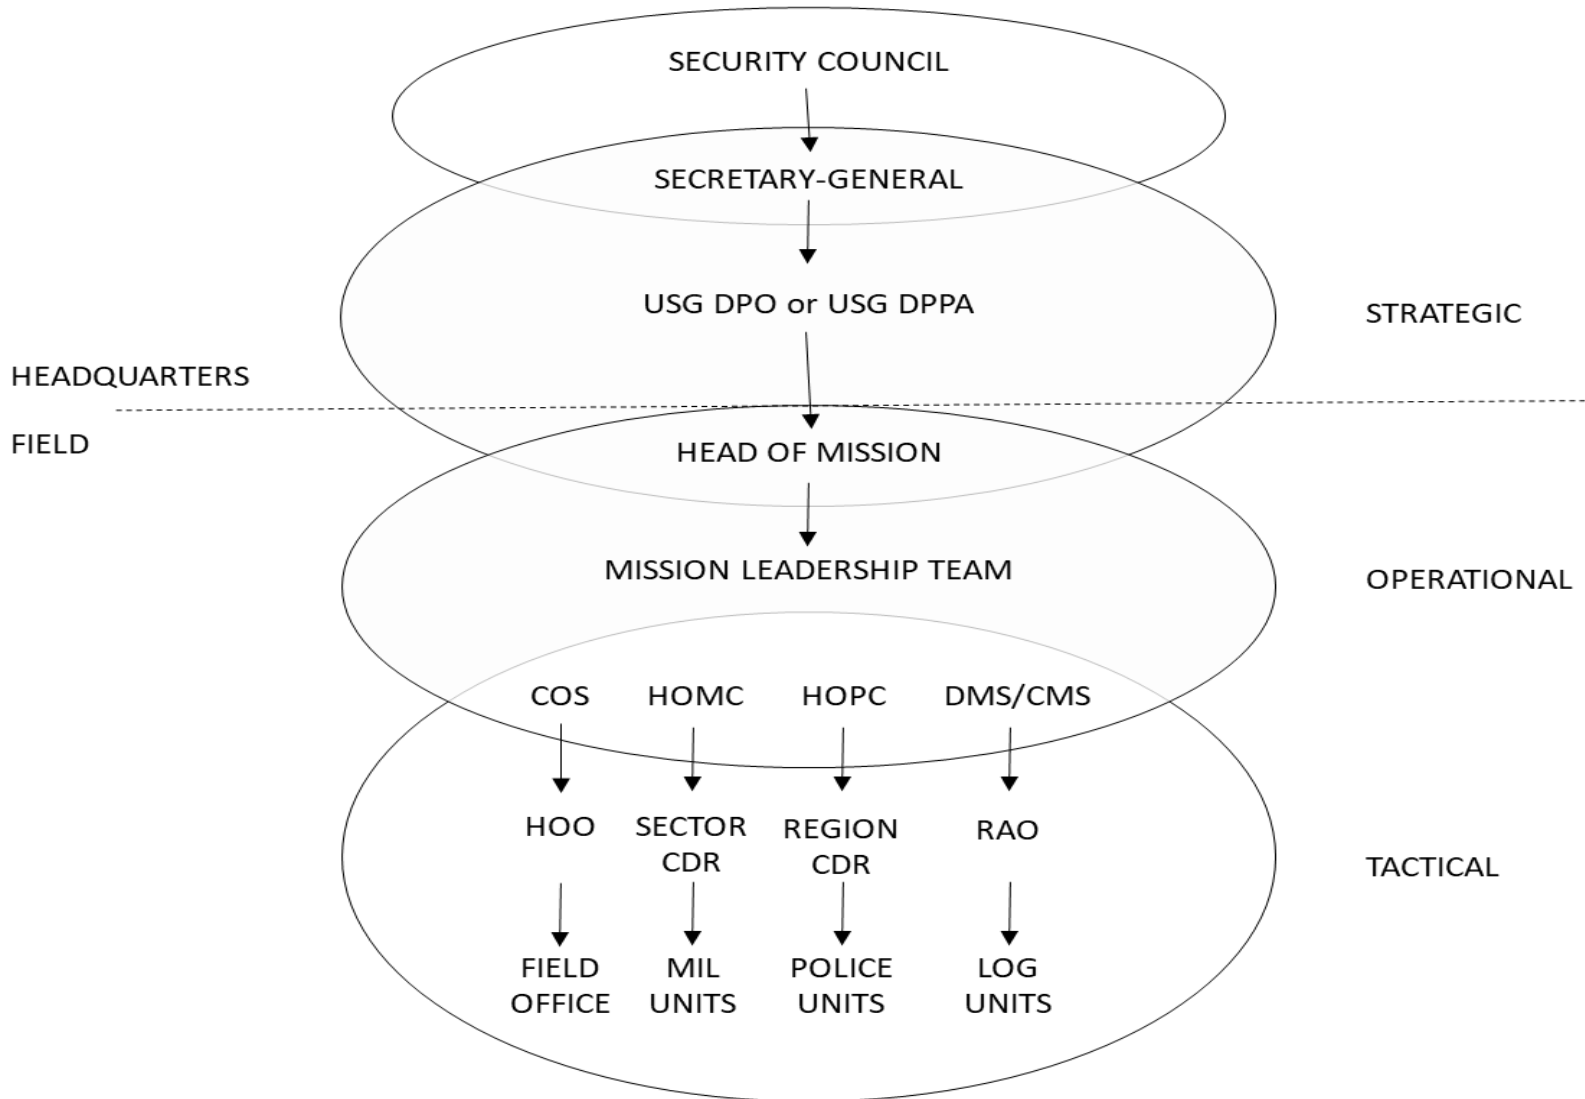 SECURITY COUNCIL
SECRETARY-GENERAL
USG DPO or USG DPPA
STRATEGIC
HEADQUARTERS
FIELD
HEAD OF MISSION
MISSION LEADERSHIP TEAM
OPERATIONAL
COS HOMC HOPC DMS/CMS
HOO
SECTOR
CDR
REGION
CDR
RAO
TACTICAL
FIELD
OFFICE
MIL
UNITS
POLICE
UNITS
LOG
UNITS